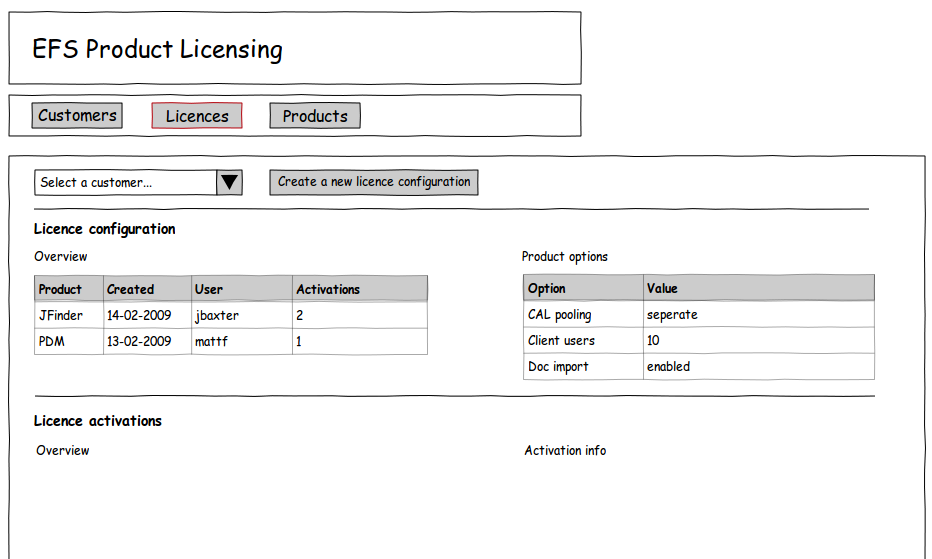 EFS Product Licensing
Customers Licences Products
Select a customer... Create a new licence configuration
Licence configuration
Overview Product options
Product Created User Activations
JFinder 14-02-2009 jbaxter 2
PDM 13-02-2009 mattf 1
Option Value
CAL pooling seperate
Client users 10
Doc import enabled
Licence activations
Overview Activation info